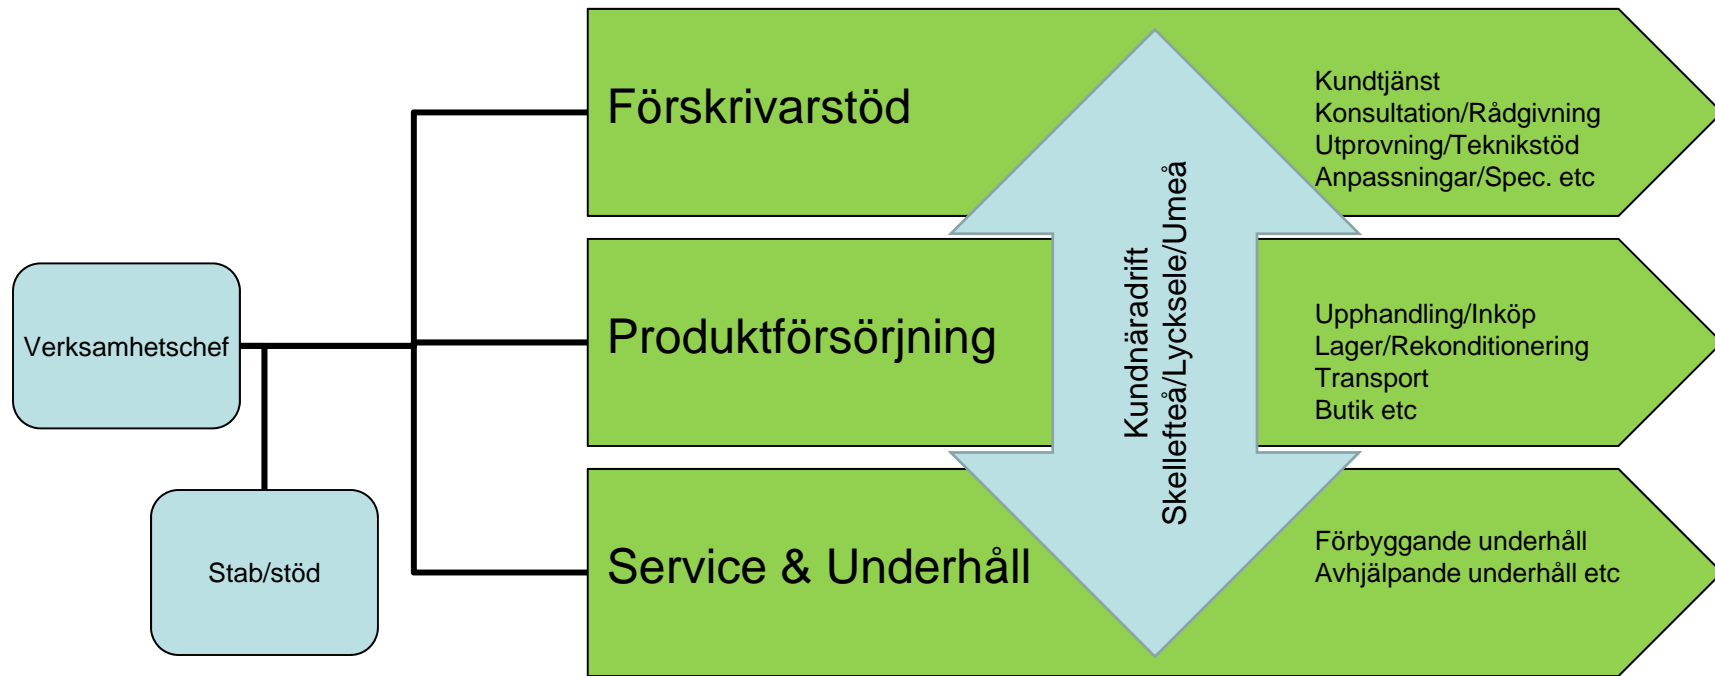 Förskrivarstöd
Kundtjänst
Konsultation/Rådgivning
Utprovning/Teknikstöd
Anpassningar/Spec. etc
Verksamhetschef
Produktförsörjning
Kundnäradrift
Skellefteå/Lycksele/Umeå
Upphandling/Inköp
Lager/Rekonditionering
Transport
Butik etc
Stab/stöd
Service & Underhåll
Förbyggande underhåll
Avhjälpande underhåll etc